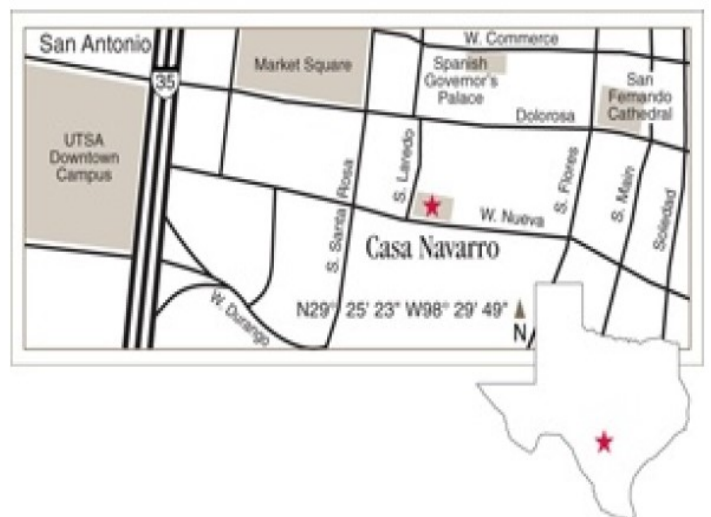 San Antonio
35
Market Square
W. Commerce
Spanish
Governor's
Palace
San
Fernando
Cathedral
Dolorosa
UTSA
Downtown
Campus
S. Santa Rosa
S. Laredo
S. Flores
S. Main
Soledad
W. Nueva
Casa Navarro
W. Durango
N29° 25' 23" W98° 29' 49"
N